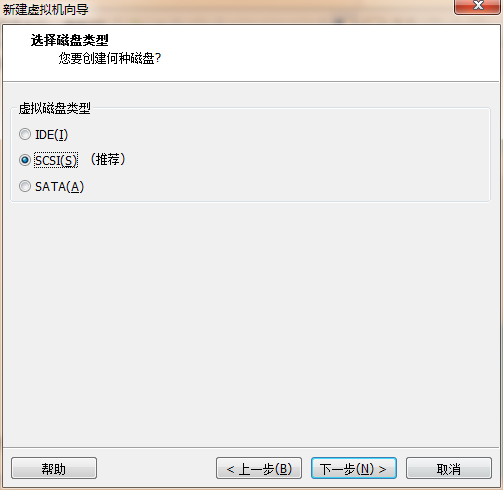 新建虚拟机向导
选择磁盘类型
您要创建何种磁盘?
虚拟磁盘类型
IDE(I)
SCSI(S) （推荐）
SATA(A)
帮助
< 上一步(B)
下一步(N) >
取消